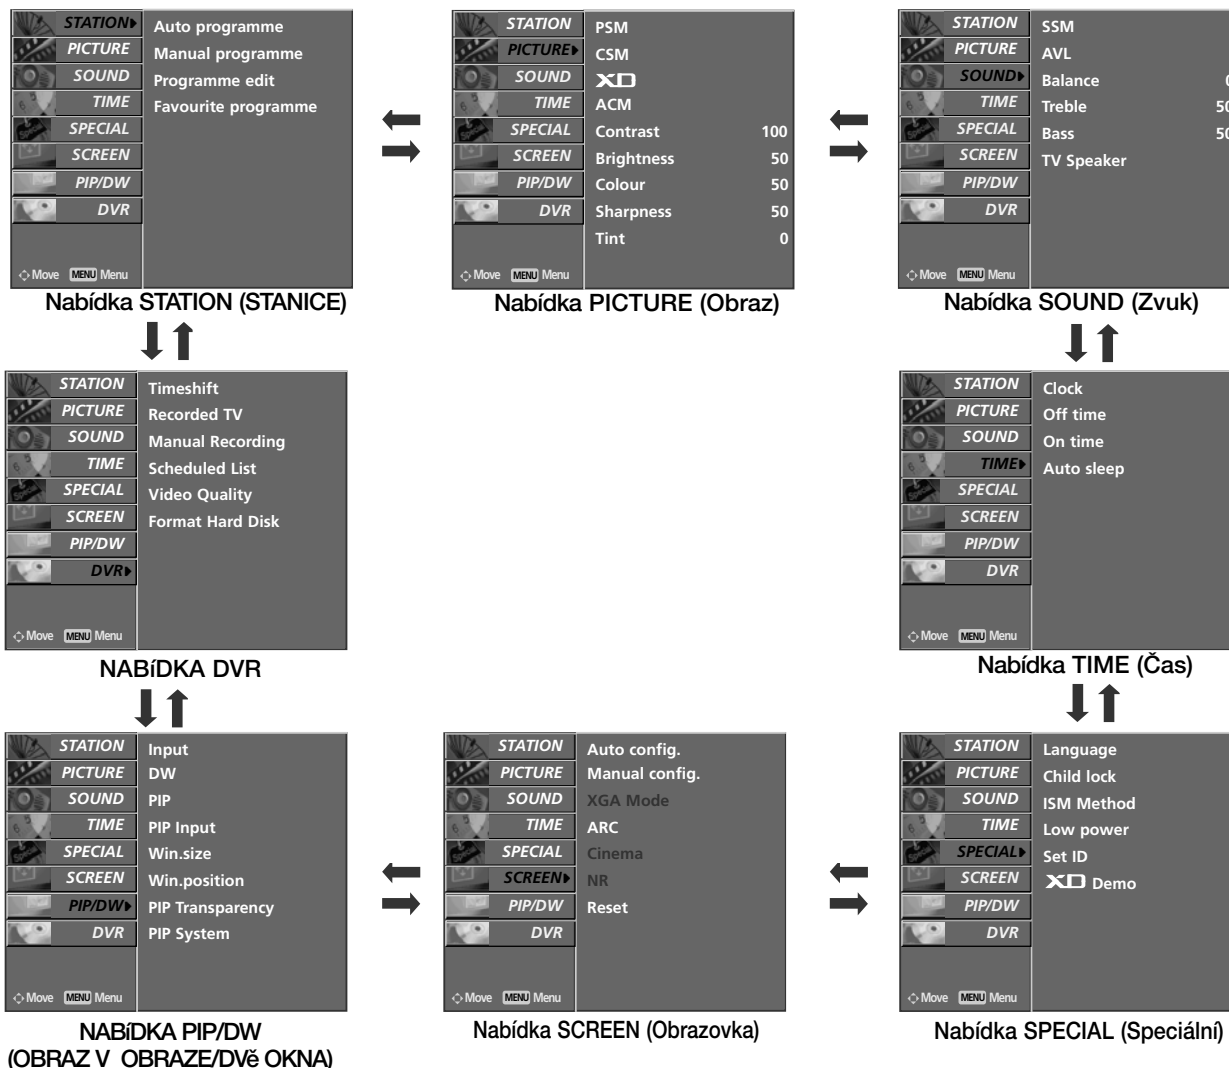 STATION
PICTURE
SOUND
TIME
SPECIAL
SCREEN
PIP/DW
DVR
Auto programme
Manual programme
Programme edit
Favourite programme
Move MENU Menu
Nabídka STATION (STANICE)
STATION
PICTURE
SOUND
TIME
SPECIAL
SCREEN
PIP/DW
DVR
PSM
CSM
XD
ACM
Contrast 100
Brightness 50
Colour 50
Sharpness 50
Tint 0
Move MENU Menu
Nabídka PICTURE (Obraz)
STATION
PICTURE
SOUND
TIME
SPECIAL
SCREEN
PIP/DW
DVR
SSM
AVL
Balance 0
Treble 50
Bass 50
TV Speaker
Move MENU Menu
Nabídka SOUND (Zvuk)
STATION
PICTURE
SOUND
TIME
SPECIAL
SCREEN
PIP/DW
DVR
Timeshift
Recorded TV
Manual Recording
Scheduled List
Video Quality
Format Hard Disk
Move MENU Menu
NABíDKA DVR
STATION
PICTURE
SOUND
TIME
SPECIAL
SCREEN
PIP/DW
DVR
Clock
Off time
On time
Auto sleep
Move MENU Menu
Nabídka TIME (Čas)
STATION
PICTURE
SOUND
TIME
SPECIAL
SCREEN
PIP/DW
DVR
Input
DW
PIP
PIP Input
Win.size
Win.position
PIP Transparency
PIP System
Move MENU Menu
NABíDKA PIP/DW
(OBRAZ V OBRAZE/DVě OKNA)
STATION
PICTURE
SOUND
TIME
SPECIAL
SCREEN
PIP/DW
DVR
Auto config.
Manual config.
XGA Mode
ARC
Cinema
NR
Reset
Move MENU Menu
Nabídka SCREEN (Obrazovka)
STATION
PICTURE
SOUND
TIME
SPECIAL
SCREEN
PIP/DW
DVR
Language
Child lock
ISM Method
Low power
Set ID
XD Demo
Move MENU Menu
Nabídka SPECIAL (Speciální)